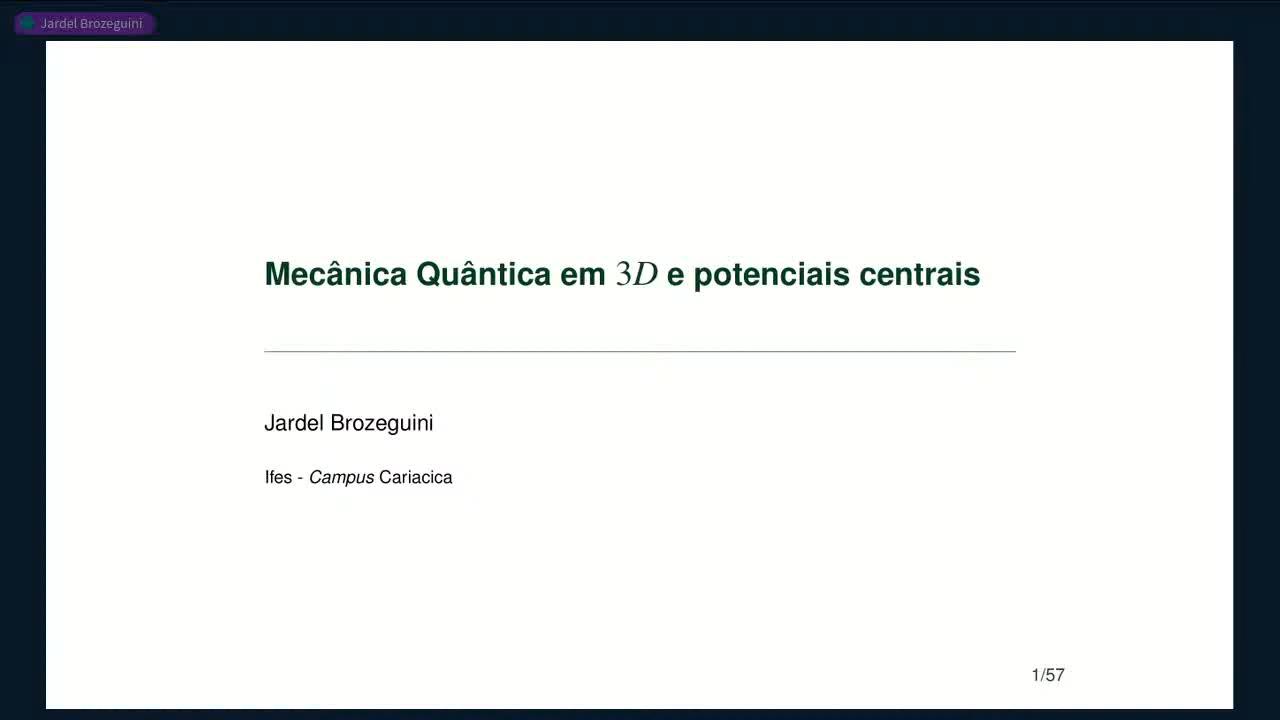 Jardel Brozeguini
Mecânica Quântica em 3D e potenciais centrais
Jardel Brozeguini
Ifes - Campus Cariacica
1/57